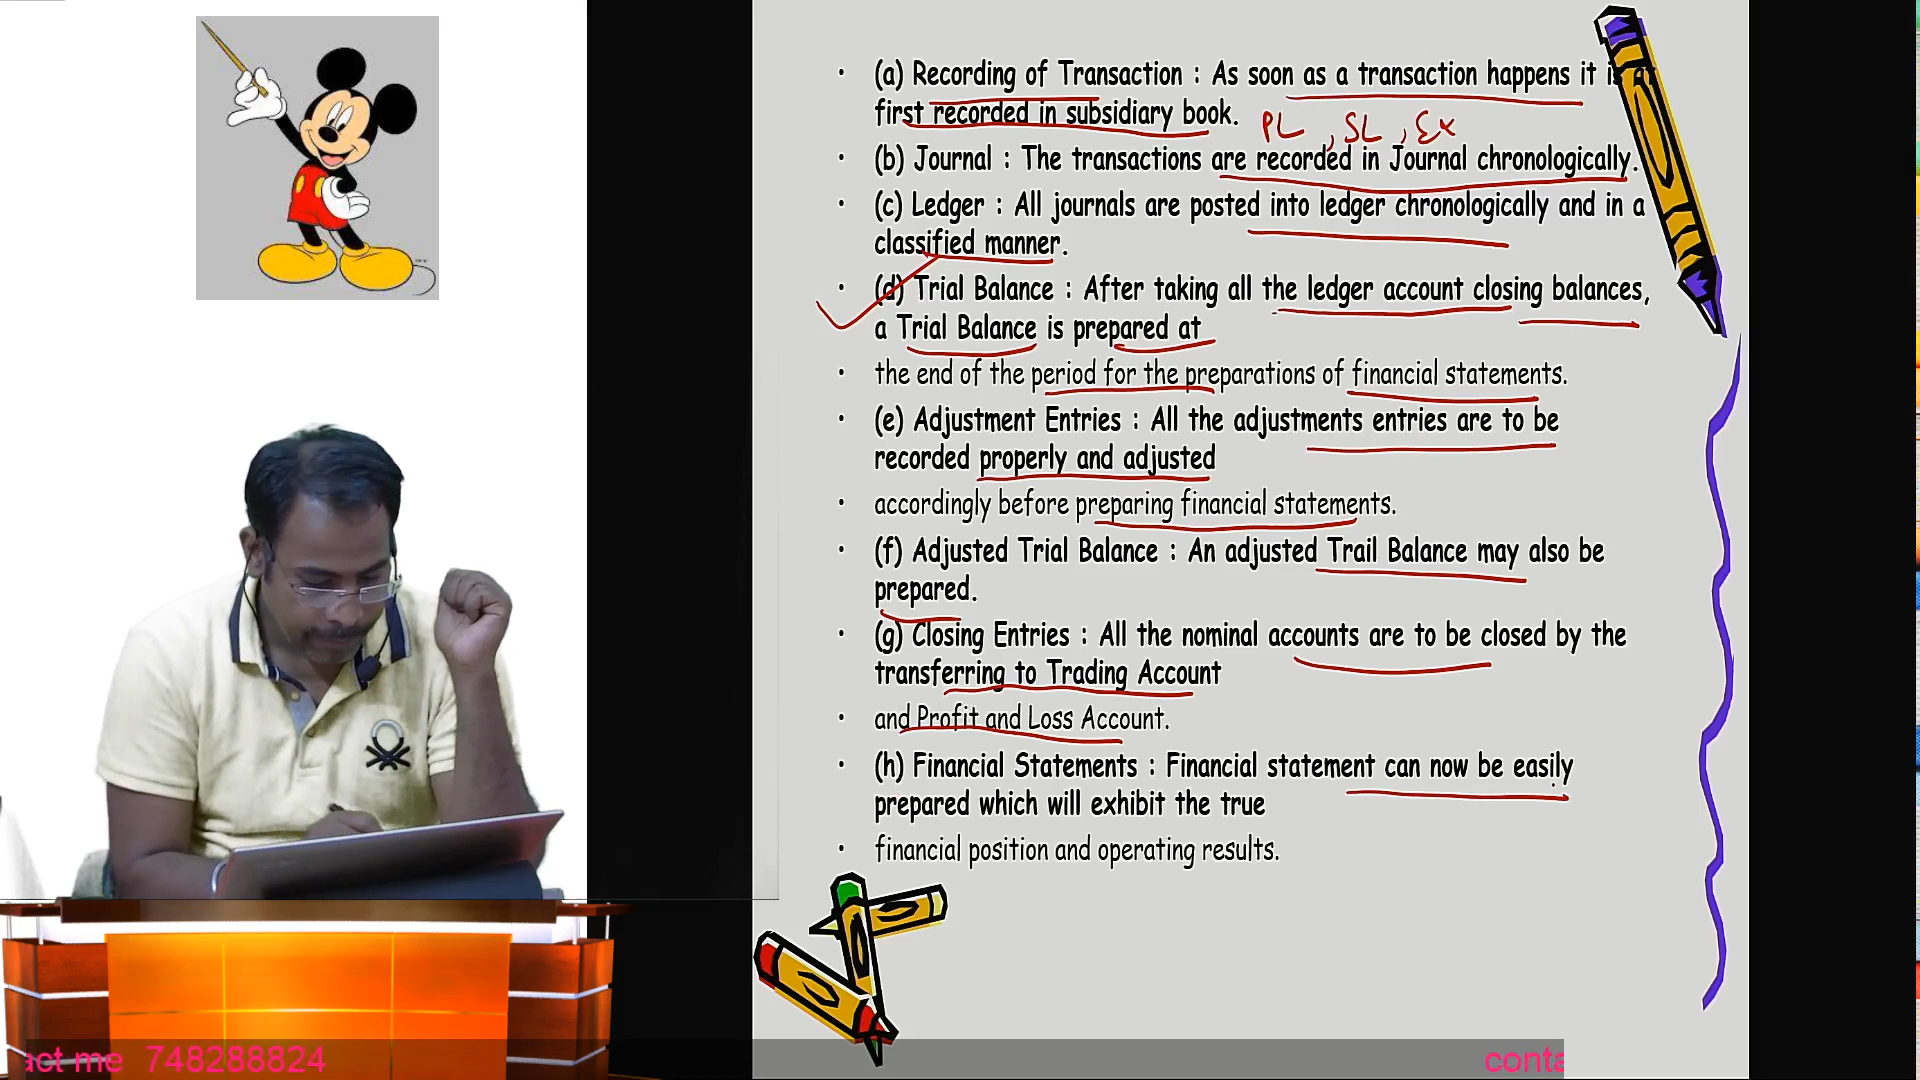 • (a) Recording of Transaction : As soon as a transaction happens it is at
first recorded in subsidiary book.
PL , SL , Ex
• (b) Journal : The transactions are recorded in Journal chronologically.
• (c) Ledger : All journals are posted into ledger chronologically and in a
classified manner.
• (d) Trial Balance : After taking all the ledger account closing balances,
a Trial Balance is prepared at
• the end of the period for the preparations of financial statements.
• (e) Adjustment Entries : All the adjustments entries are to be
recorded properly and adjusted
• accordingly before preparing financial statements.
• (f) Adjusted Trial Balance : An adjusted Trail Balance may also be
prepared.
• (g) Closing Entries : All the nominal accounts are to be closed by the
transferring to Trading Account
• and Profit and Loss Account.
• (h) Financial Statements : Financial statement can now be easily
prepared which will exhibit the true
• financial position and operating results.
act me 748288824
conta